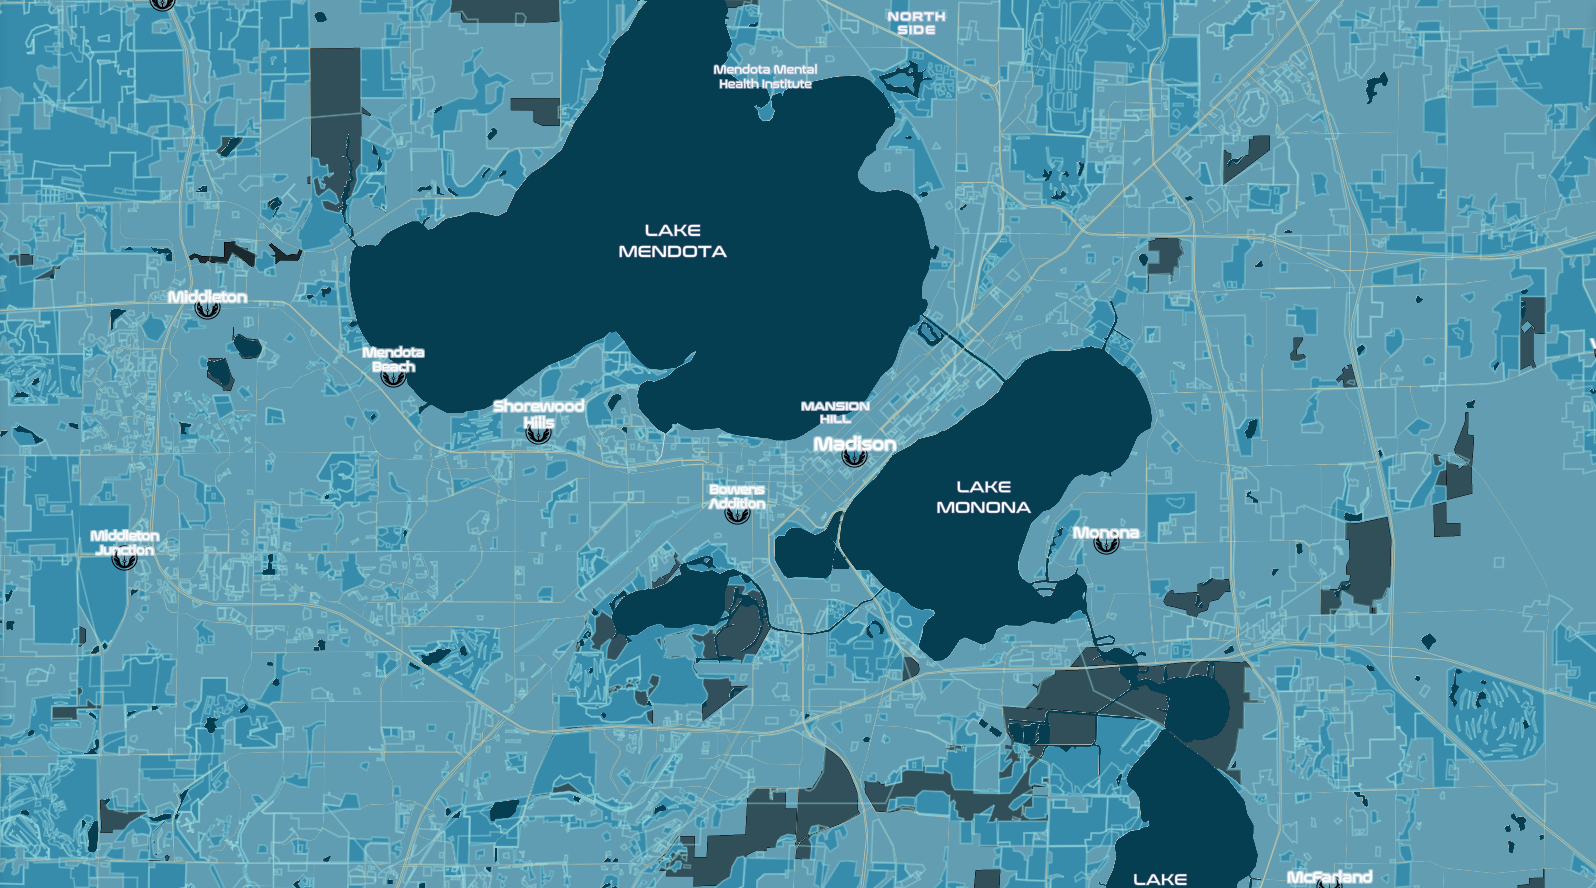 NORTH
SIDE
Mendota Mental
Health Institute
LAKE
MENDOTA
Middleton
Mendota
Beach
Shorewood
Hills
MANSION
HILL
Madison
LAKE
MONONA
Bowens
Addition
Monona
Middleton
Junction
LAKE
McFarland